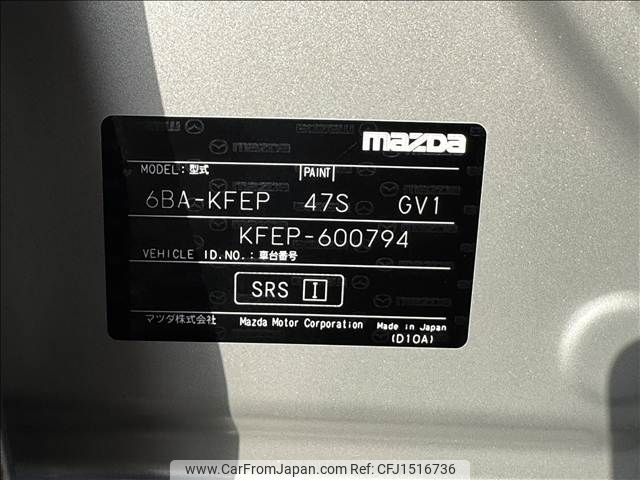 mazda
MODEL：型式 PAINT
6BA-KFEP 47S GV1
KFEP-600794
VEHICLE ID.NO.：車台番号
SRS I
マツダ株式会社 Mazda Motor Corporation Made in Japan
(D10A)
www.CarFromJapan.com | Ref No: CFJ1516736